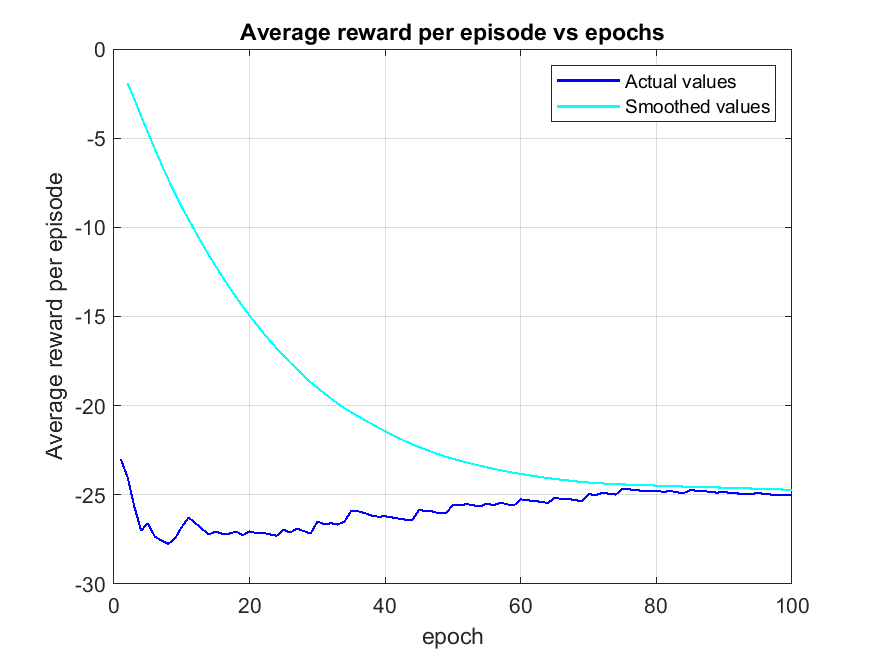 Average reward per episode vs epochs
Actual values
Smoothed values
Average reward per episode
0
-5
-10
-15
-20
-25
-30
0
20
40
60
80
100
epoch